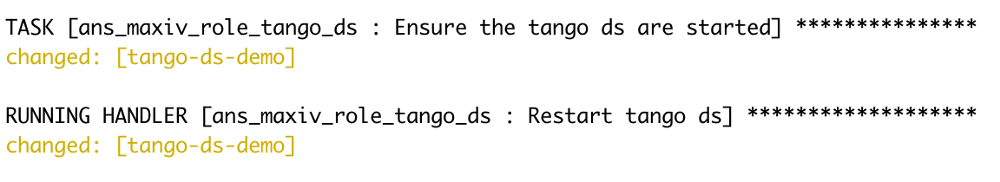 TASK [ans_maxiv_role_tango_ds : Ensure the tango ds are started] ***************
changed: [tango-ds-demo]
RUNNING HANDLER [ans_maxiv_role_tango_ds : Restart tango ds] *******************
changed: [tango-ds-demo]